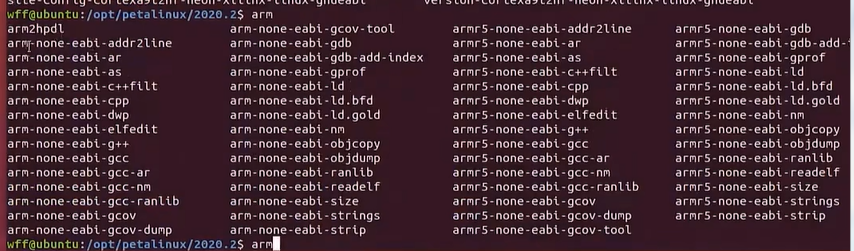 wff@ubuntu:/opt/petalinux/2020.2$ arm
arm2hpdl arm-none-eabi-gcov-tool armr5-none-eabi-addr2line armr5-none-eabi-gdb
arm-none-eabi-addr2line arm-none-eabi-gdb armr5-none-eabi-ar armr5-none-eabi-gdb-add-
arm-none-eabi-ar arm-none-eabi-gdb-add-index armr5-none-eabi-as armr5-none-eabi-gprof
arm-none-eabi-as arm-none-eabi-gprof armr5-none-eabi-c++filt armr5-none-eabi-ld
arm-none-eabi-c++filt arm-none-eabi-ld armr5-none-eabi-cpp armr5-none-eabi-ld.bfd
arm-none-eabi-cpp arm-none-eabi-ld.bfd armr5-none-eabi-dwp armr5-none-eabi-ld.gold
arm-none-eabi-dwp arm-none-eabi-ld.gold armr5-none-eabi-elfedit armr5-none-eabi-nm
arm-none-eabi-elfedit arm-none-eabi-nm armr5-none-eabi-g++ armr5-none-eabi-objcopy
arm-none-eabi-g++ arm-none-eabi-objcopy armr5-none-eabi-gcc armr5-none-eabi-objdump
arm-none-eabi-gcc arm-none-eabi-objdump armr5-none-eabi-gcc-ar armr5-none-eabi-ranlib
arm-none-eabi-gcc-ar arm-none-eabi-ranlib armr5-none-eabi-gcc-nm armr5-none-eabi-readelf
arm-none-eabi-gcc-nm arm-none-eabi-readelf armr5-none-eabi-gcc-ranlib armr5-none-eabi-size
arm-none-eabi-gcc-ranlib arm-none-eabi-size armr5-none-eabi-gcov armr5-none-eabi-strings
arm-none-eabi-gcov arm-none-eabi-strings armr5-none-eabi-gcov-dump armr5-none-eabi-strip
arm-none-eabi-gcov-dump arm-none-eabi-strip armr5-none-eabi-gcov-tool
wff@ubuntu:/opt/petalinux/2020.2$ arm